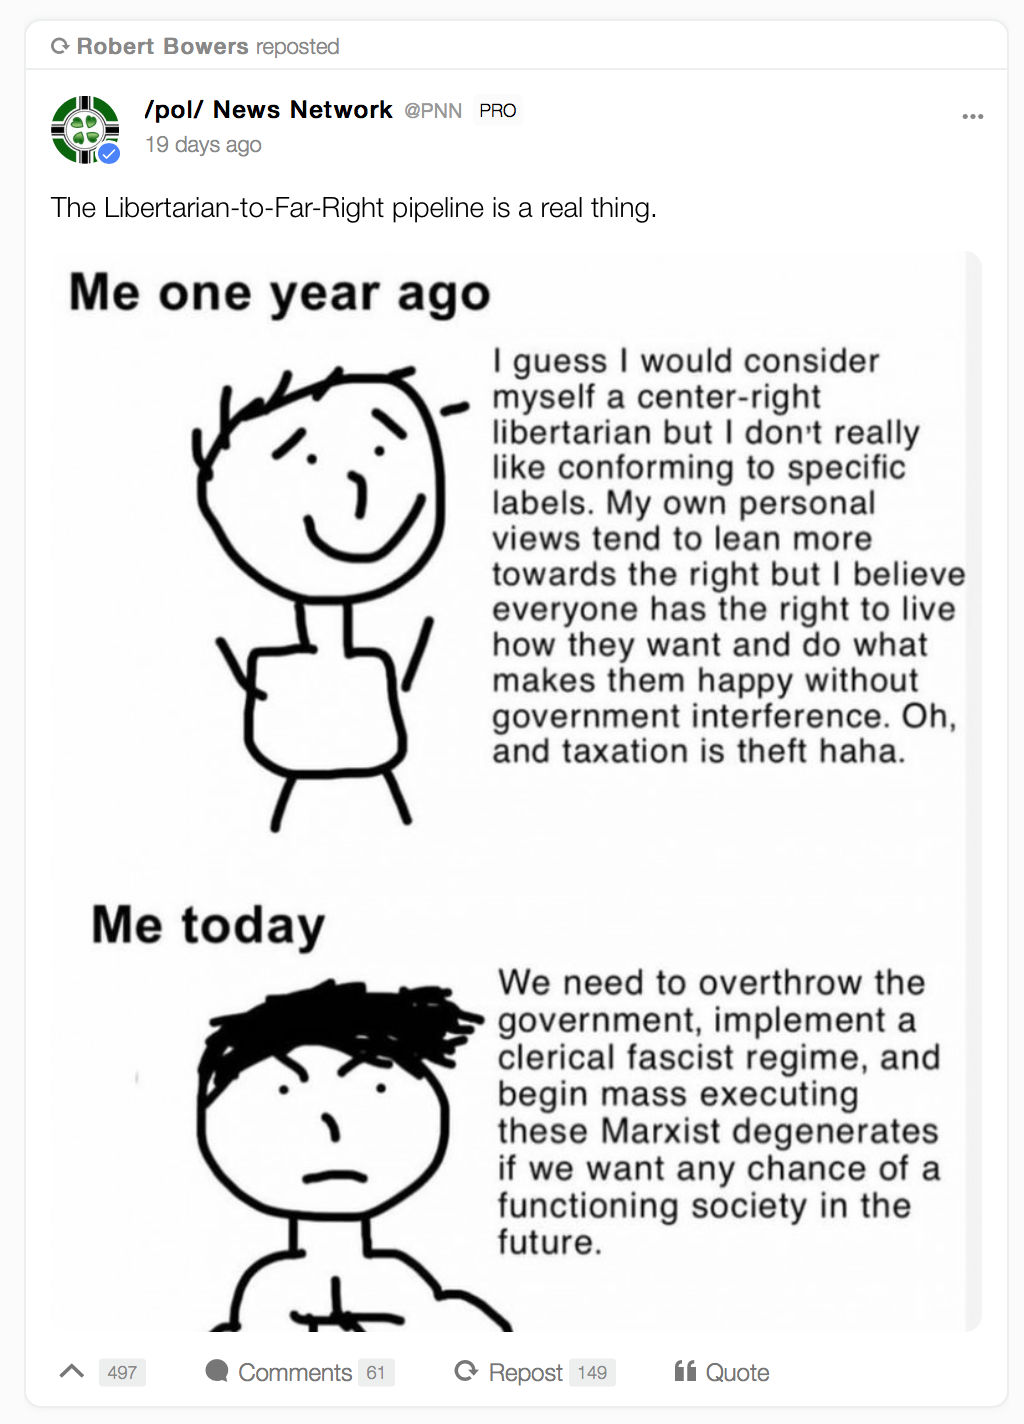 Robert Bowers reposted
/pol/ News Network @PNN PRO
19 days ago
The Libertarian-to-Far-Right pipeline is a real thing.
Me one year ago
I guess I would consider
myself a center-right
libertarian but I don't really
like conforming to specific
labels. My own personal
views tend to lean more
towards the right but I believe
everyone has the right to live
how they want and do what
makes them happy without
government interference. Oh,
and taxation is theft haha.
Me today
We need to overthrow the
government, implement a
clerical fascist regime, and
begin mass executing
these Marxist degenerates
if we want any chance of a
functioning society in the
future.
497 Comments 61 Repost 149 Quote